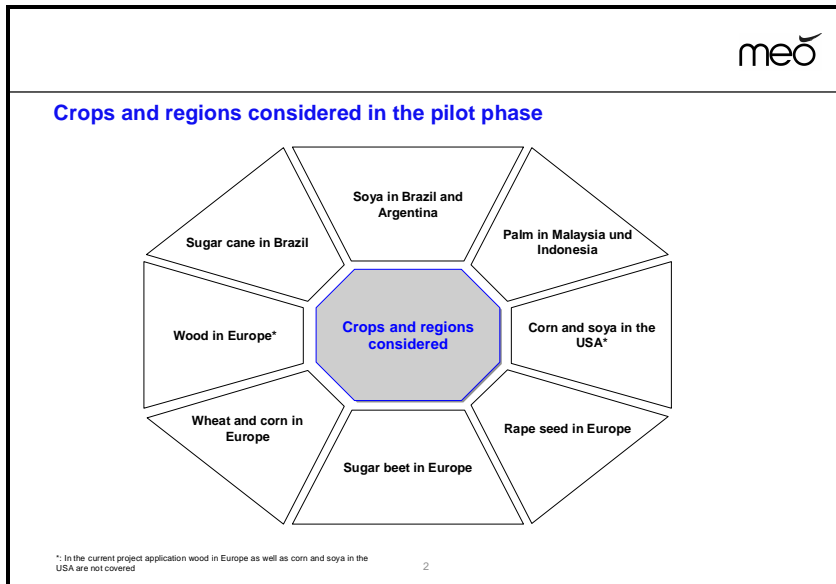 meó
Crops and regions considered in the pilot phase
Soya in Brazil and
Argentina
Sugar cane in Brazil
Palm in Malaysia und
Indonesia
Wood in Europe*
Crops and regions
considered
Corn and soya in the
USA*
Wheat and corn in
Europe
Rape seed in Europe
Sugar beet in Europe
*: In the current project application wood in Europe as well as corn and soya in the
USA are not covered
2